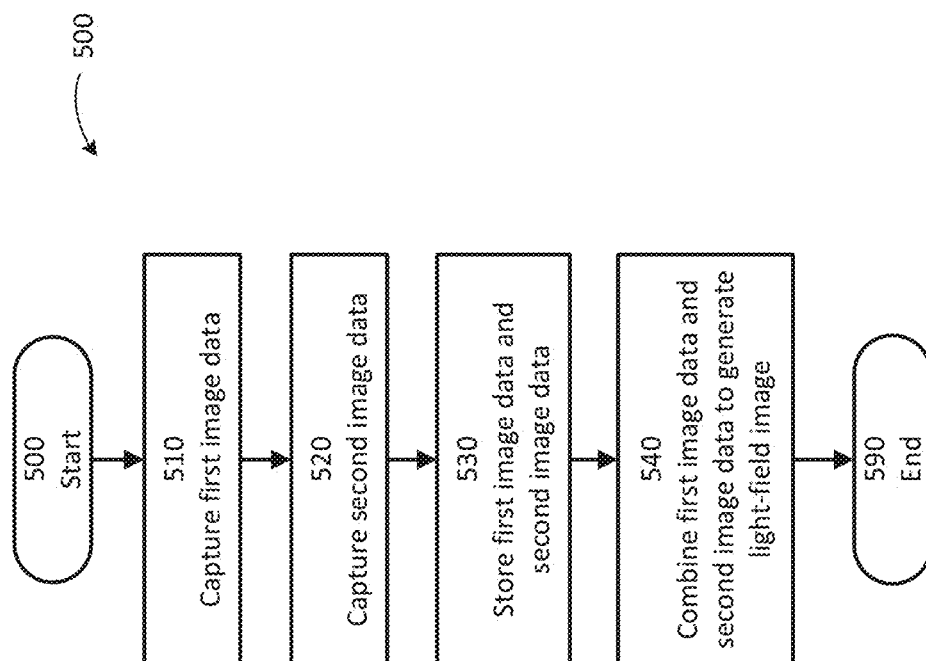 500
500
Start
510
Capture first image data
520
Capture second image data
530
Store first image data and
second image data
540
Combine first image data and
second image data to generate
light-field image
590
End